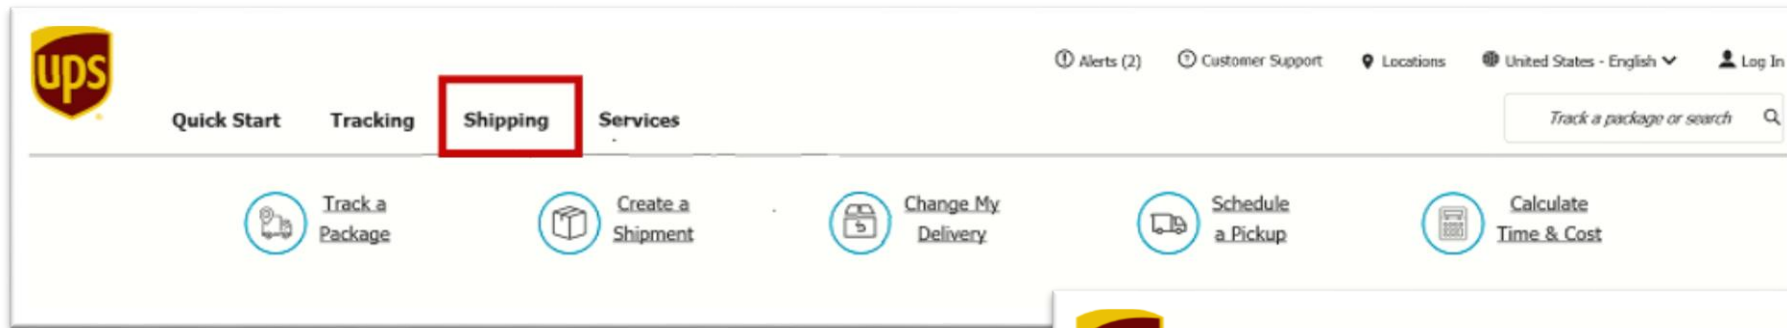 ups
Alerts (2) Customer Support Locations United States - English Log In
Quick Start Tracking Shipping Services Track a package or search
Track a Create a Change My Schedule Calculate
Package Shipment Delivery a Pickup Time & Cost